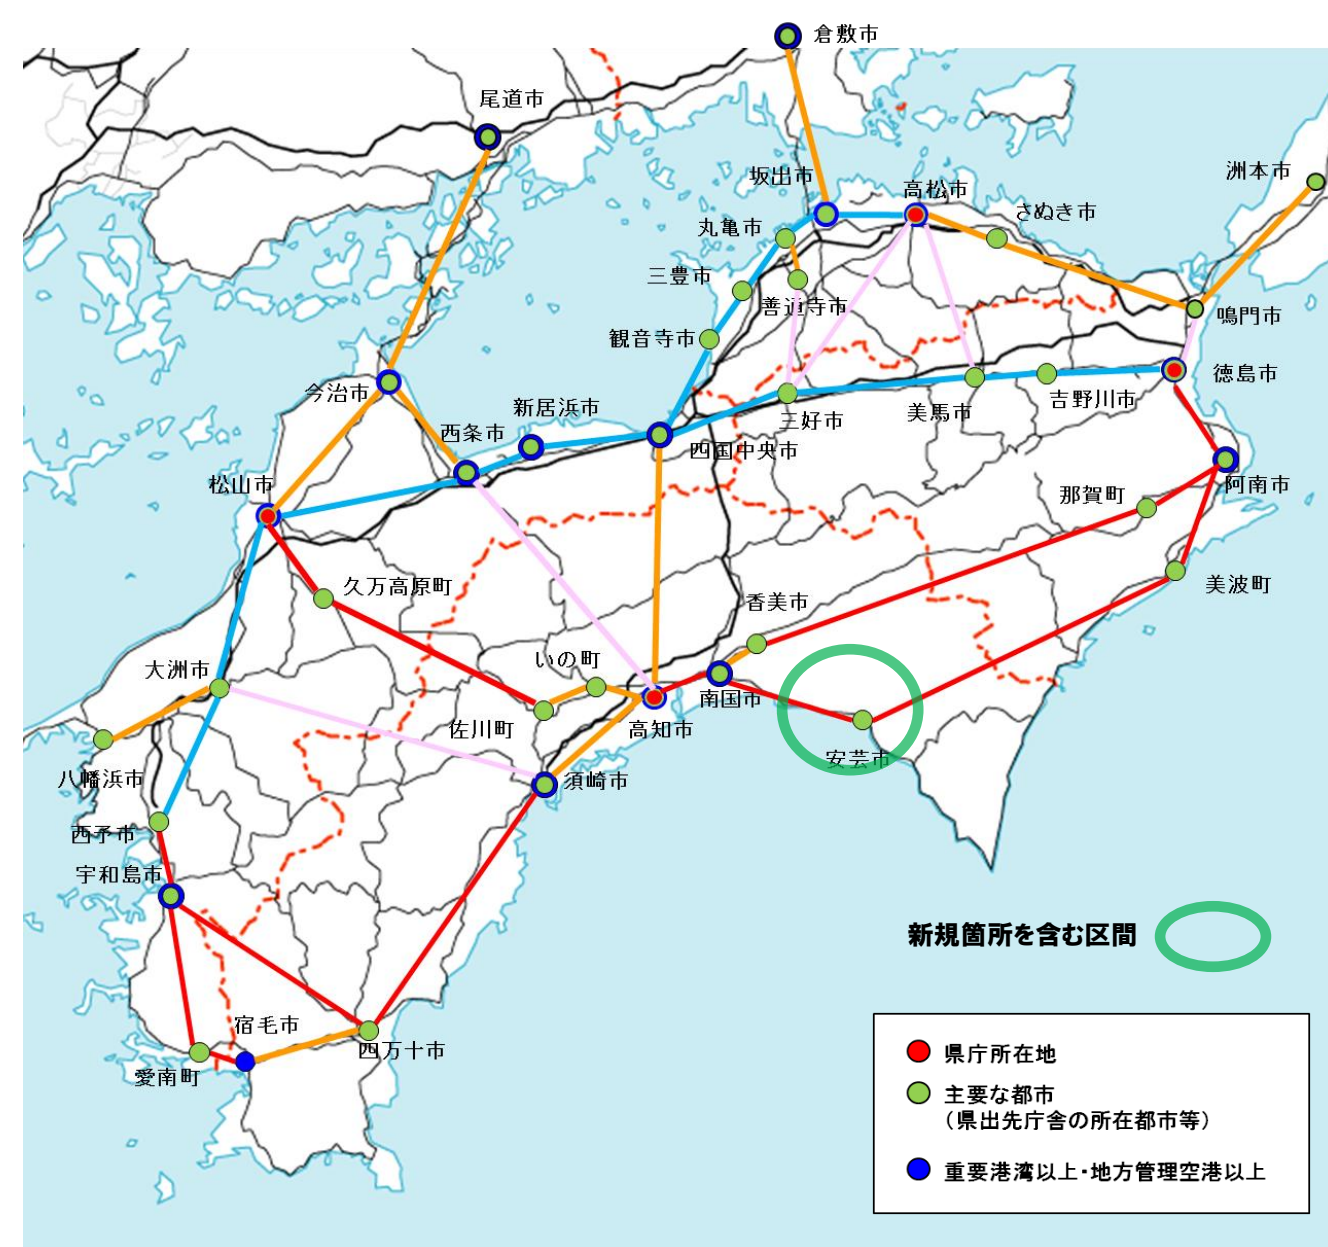 倉敷市
尾道市
洲本市
坂出市
高松市
さぬき市
丸亀市
三豊市
善通寺市
鳴門市
観音寺市
徳島市
今治市
新居浜市
三好市
美馬市
吉野川市
西条市
四国中央市
松山市
那賀町
阿南市
久万高原町
香美市
美波町
大洲市
いの町
南国市
佐川町
高知市
安芸市
八幡浜市
須崎市
西予市
宇和島市
新規箇所を含む区間
宿毛市
四万十市
愛南町
県庁所在地
主要な都市
（県出先庁舎の所在都市等）
重要港湾以上・地方管理空港以上